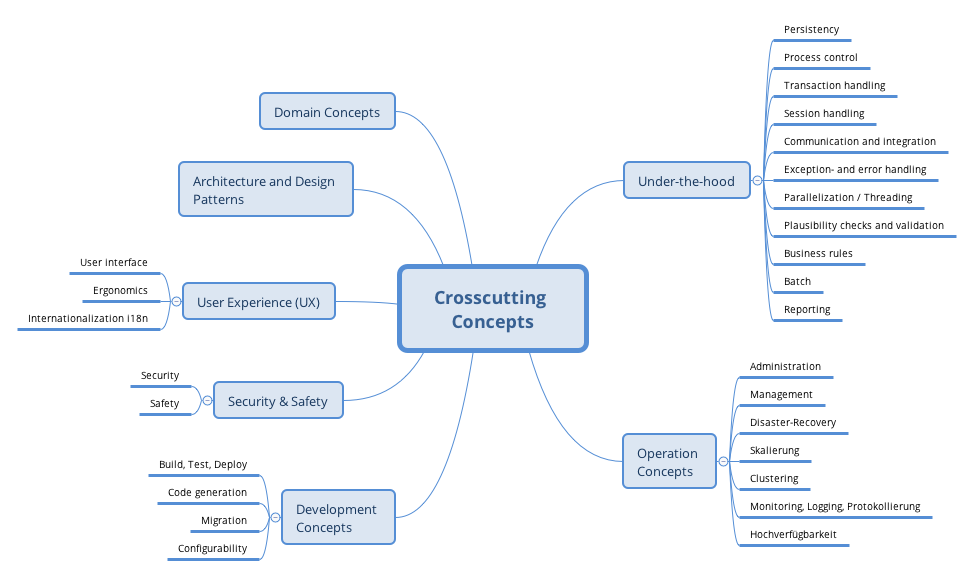 Crosscutting
Concepts
Domain Concepts
Architecture and Design
Patterns
User Experience (UX)
User interface
Ergonomics
Internationalization i18n
Security & Safety
Security
Safety
Development
Concepts
Build, Test, Deploy
Code generation
Migration
Configurability
Under-the-hood
Persistency
Process control
Transaction handling
Session handling
Communication and integration
Exception- and error handling
Parallelization / Threading
Plausibility checks and validation
Business rules
Batch
Reporting
Operation
Concepts
Administration
Management
Disaster-Recovery
Skalierung
Clustering
Monitoring, Logging, Protokollierung
Hochverfügbarkeit